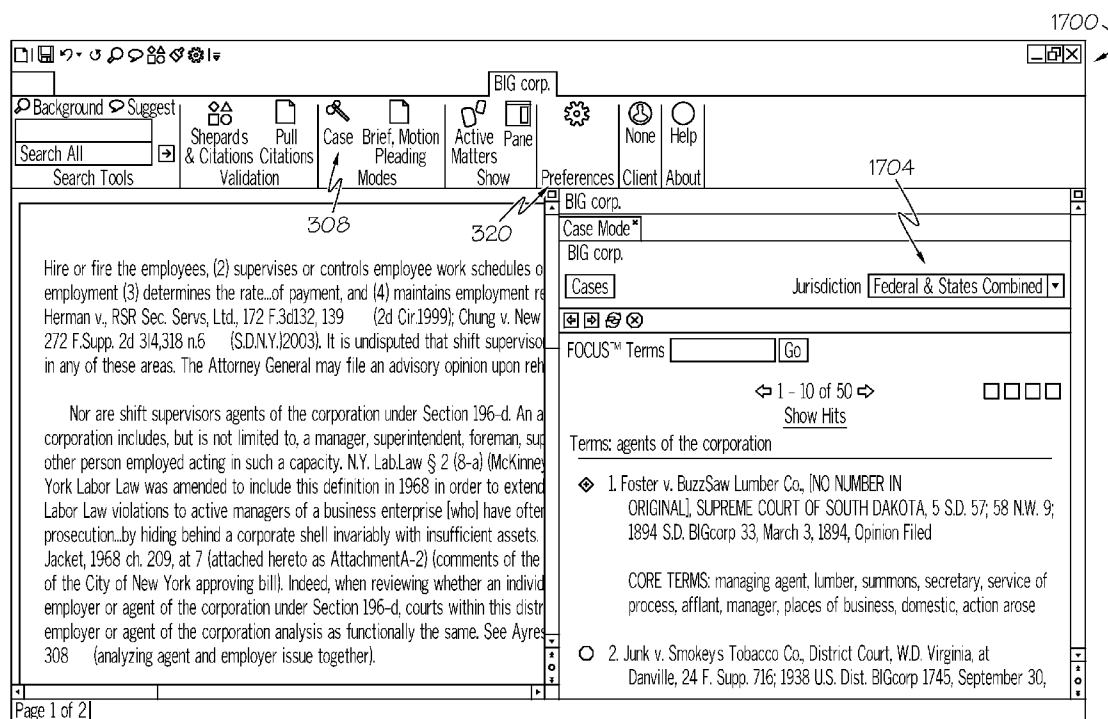 1700
BIG corp.
Background Suggest
Search All
Search Tools
Shepard's & Citations
Pull Citations
Validation
Case
Brief, Motion Pleading
Modes
Active Matters
Pane
Show
Preferences
None
Client
Help
About
308
320
1704
Hire or fire the employees, (2) supervises or controls employee work schedules o
employment (3) determines the rate...of payment, and (4) maintains employment re
Herman v., RSR Sec. Servs, Ltd., 172 F.3d132, 139 (2d Cir.1999); Chung v. New
272 F.Supp. 2d 3|4,318 n.6 (S.D.N.Y.)2003). It is undisputed that shift superviso
in any of these areas. The Attorney General may file an advisory opinion upon reh
Nor are shift supervisors agents of the corporation under Section 196-d. An a
corporation includes, but is not limited to, a manager, superintendent, foreman, sup
other person employed acting in such a capacity. N.Y. Lab.Law § 2 (8-a) (McKinney
York Labor Law was amended to include this definition in 1968 in order to extend
Labor Law violations to active managers of a business enterprise [who] have ofter
prosecution...by hiding behind a corporate shell invariably with insufficient assets.
Jacket, 1968 ch. 209, at 7 (attached hereto as AttachmentA-2) (comments of the
of the City of New York approving bill). Indeed, when reviewing whether an individ
employer or agent of the corporation under Section 196-d, courts within this distr
employer or agent of the corporation analysis as functionally the same. See Ayres
308 (analyzing agent and employer issue together).
Page 1 of 2
BIG corp.
Case Mode
BIG corp.
Cases
Jurisdiction Federal & States Combined
FOCUS™ Terms Go
1 - 10 of 50
Show Hits
Terms: agents of the corporation
1. Foster v. BuzzSaw Lumber Co., [NO NUMBER IN
ORIGINAL], SUPREME COURT OF SOUTH DAKOTA, 5 S.D. 57; 58 N.W. 9;
1894 S.D. BIGcorp 33, March 3, 1894, Opinion Filed
CORE TERMS: managing agent, lumber, summons, secretary, service of
process, affiant, manager, places of business, domestic, action arose
2. Junk v. Smokeys Tobacco Co., District Court, W.D. Virginia, at
Danville, 24 F. Supp. 716; 1938 U.S. Dist. BIGcorp 1745, September 30,